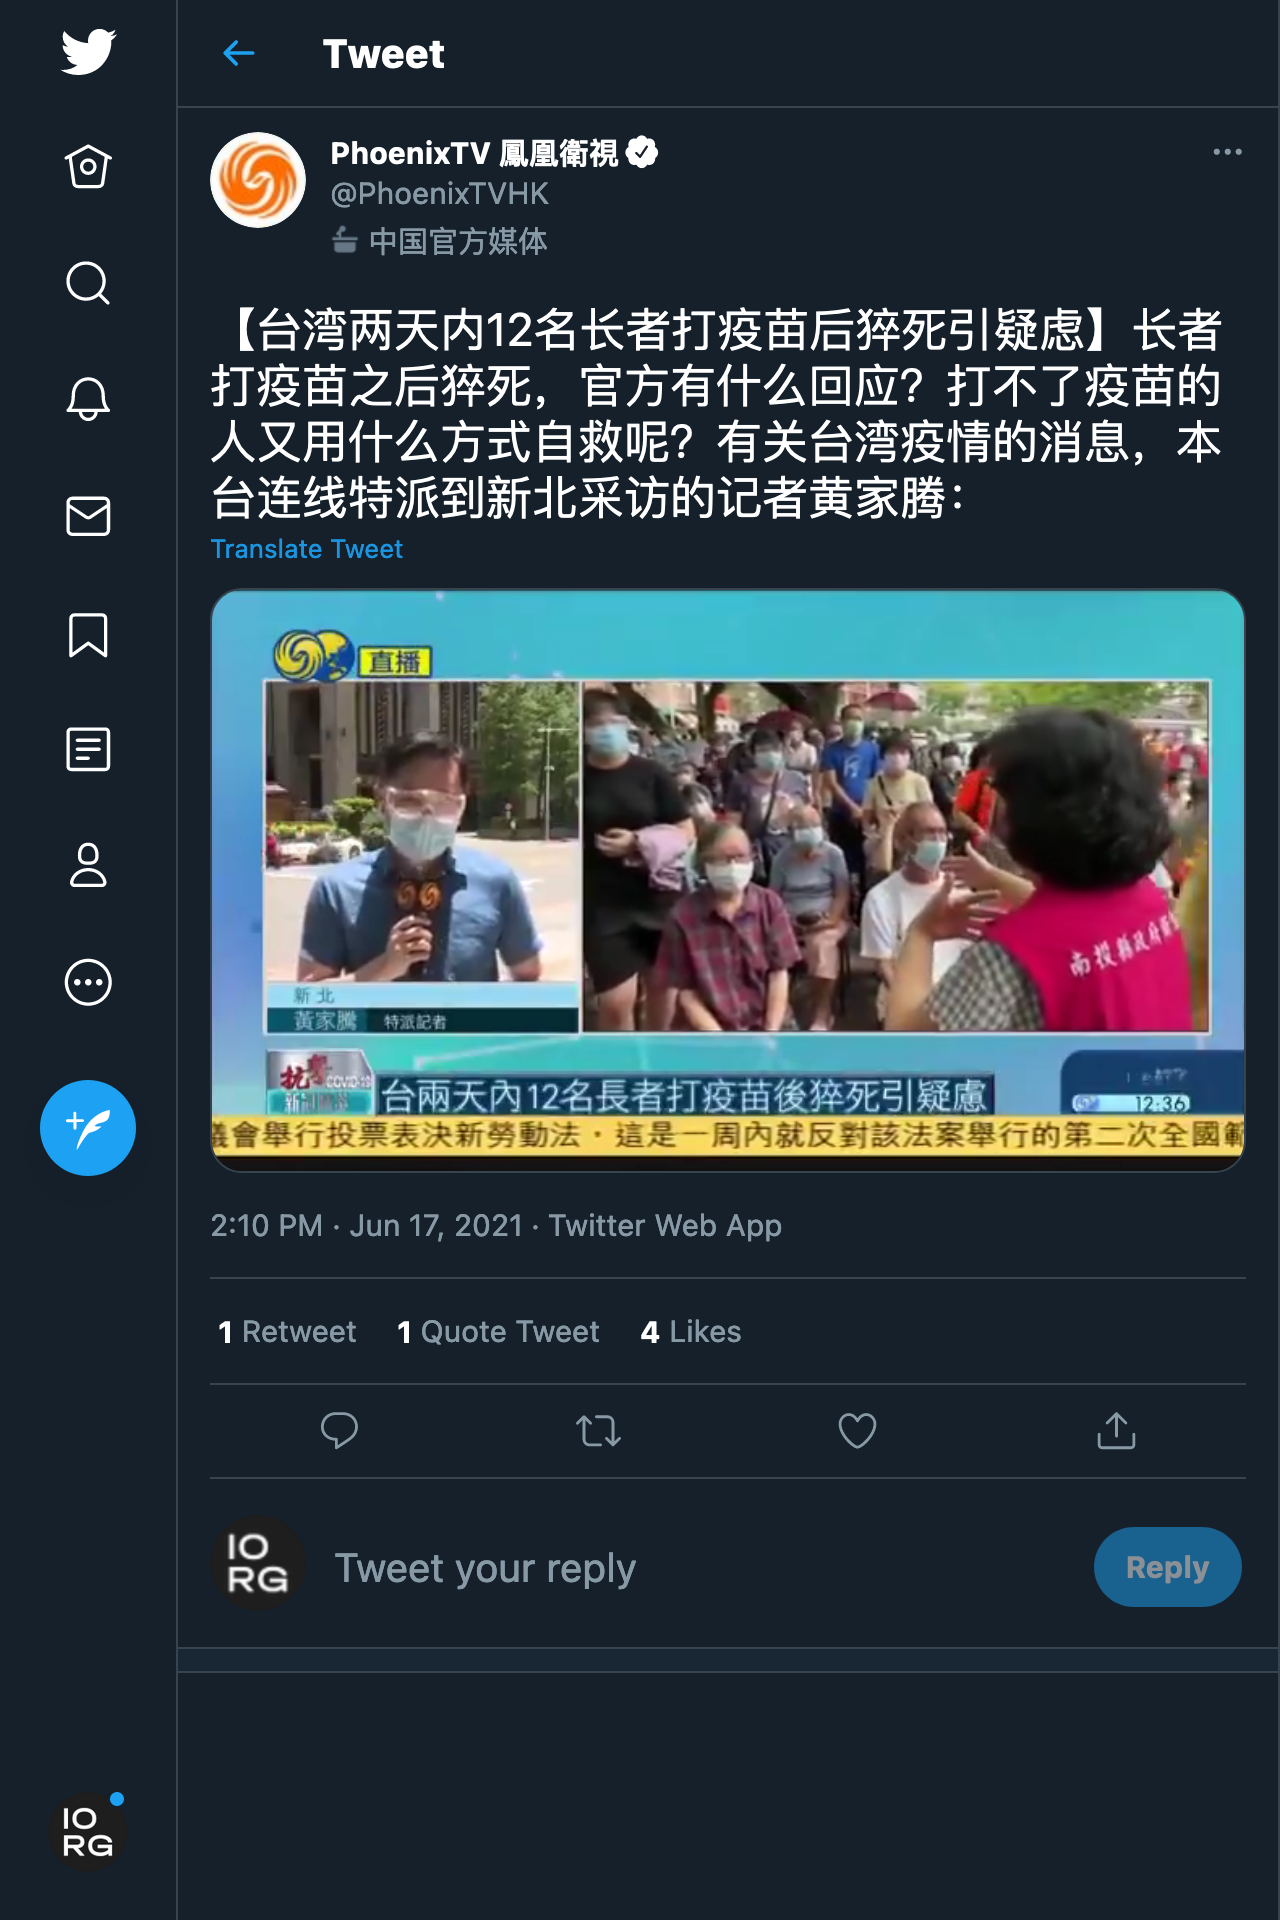 Tweet
PhoenixTV 鳳凰衛視
@PhoenixTVHK
中国官方媒体
【台湾两天内12名长者打疫苗后猝死引疑虑】长者
打疫苗之后猝死，官方有什么回应？打不了疫苗的
人又用什么方式自救呢？有关台湾疫情的消息，本
台连线特派到新北采访的记者黄家腾：
Translate Tweet
直播
南投縣政府
新北
黃家騰 特派記者
抗擊
COVID-19
台兩天內12名長者打疫苗後猝死引疑慮
12:36
議會舉行投票表決新勞動法·這是一周內就反對該法案舉行的第二次全國範
2:10 PM · Jun 17, 2021 · Twitter Web App
1 Retweet 1 Quote Tweet 4 Likes
IO
RG
Tweet your reply
Reply
IO
RG